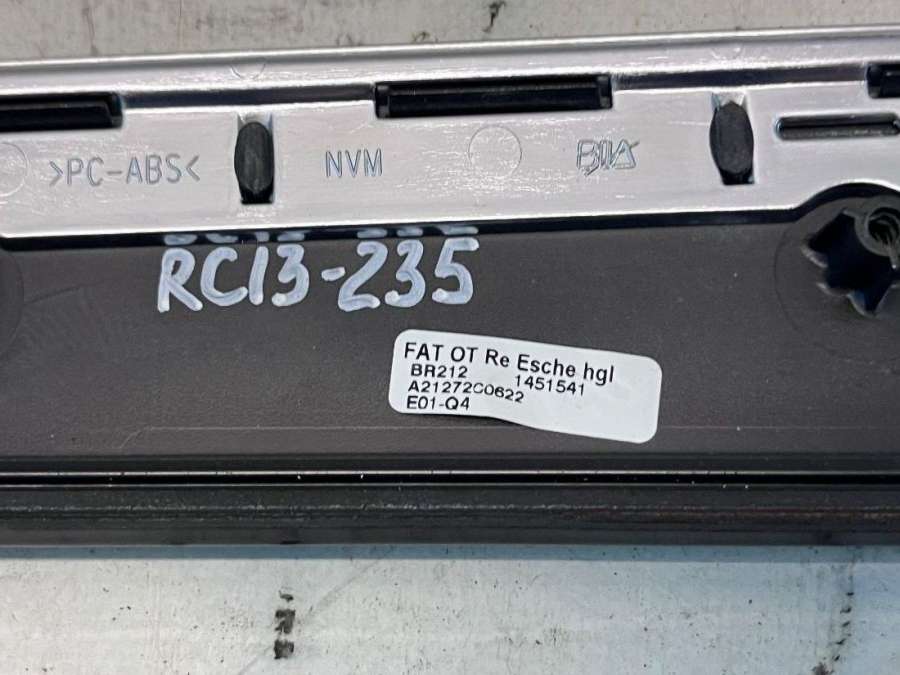 >PC-ABS<
NVM
BIA
RC13-235
FAT OT Re Esche hgl
BR212 1451541
A21272C0622
E01-Q4